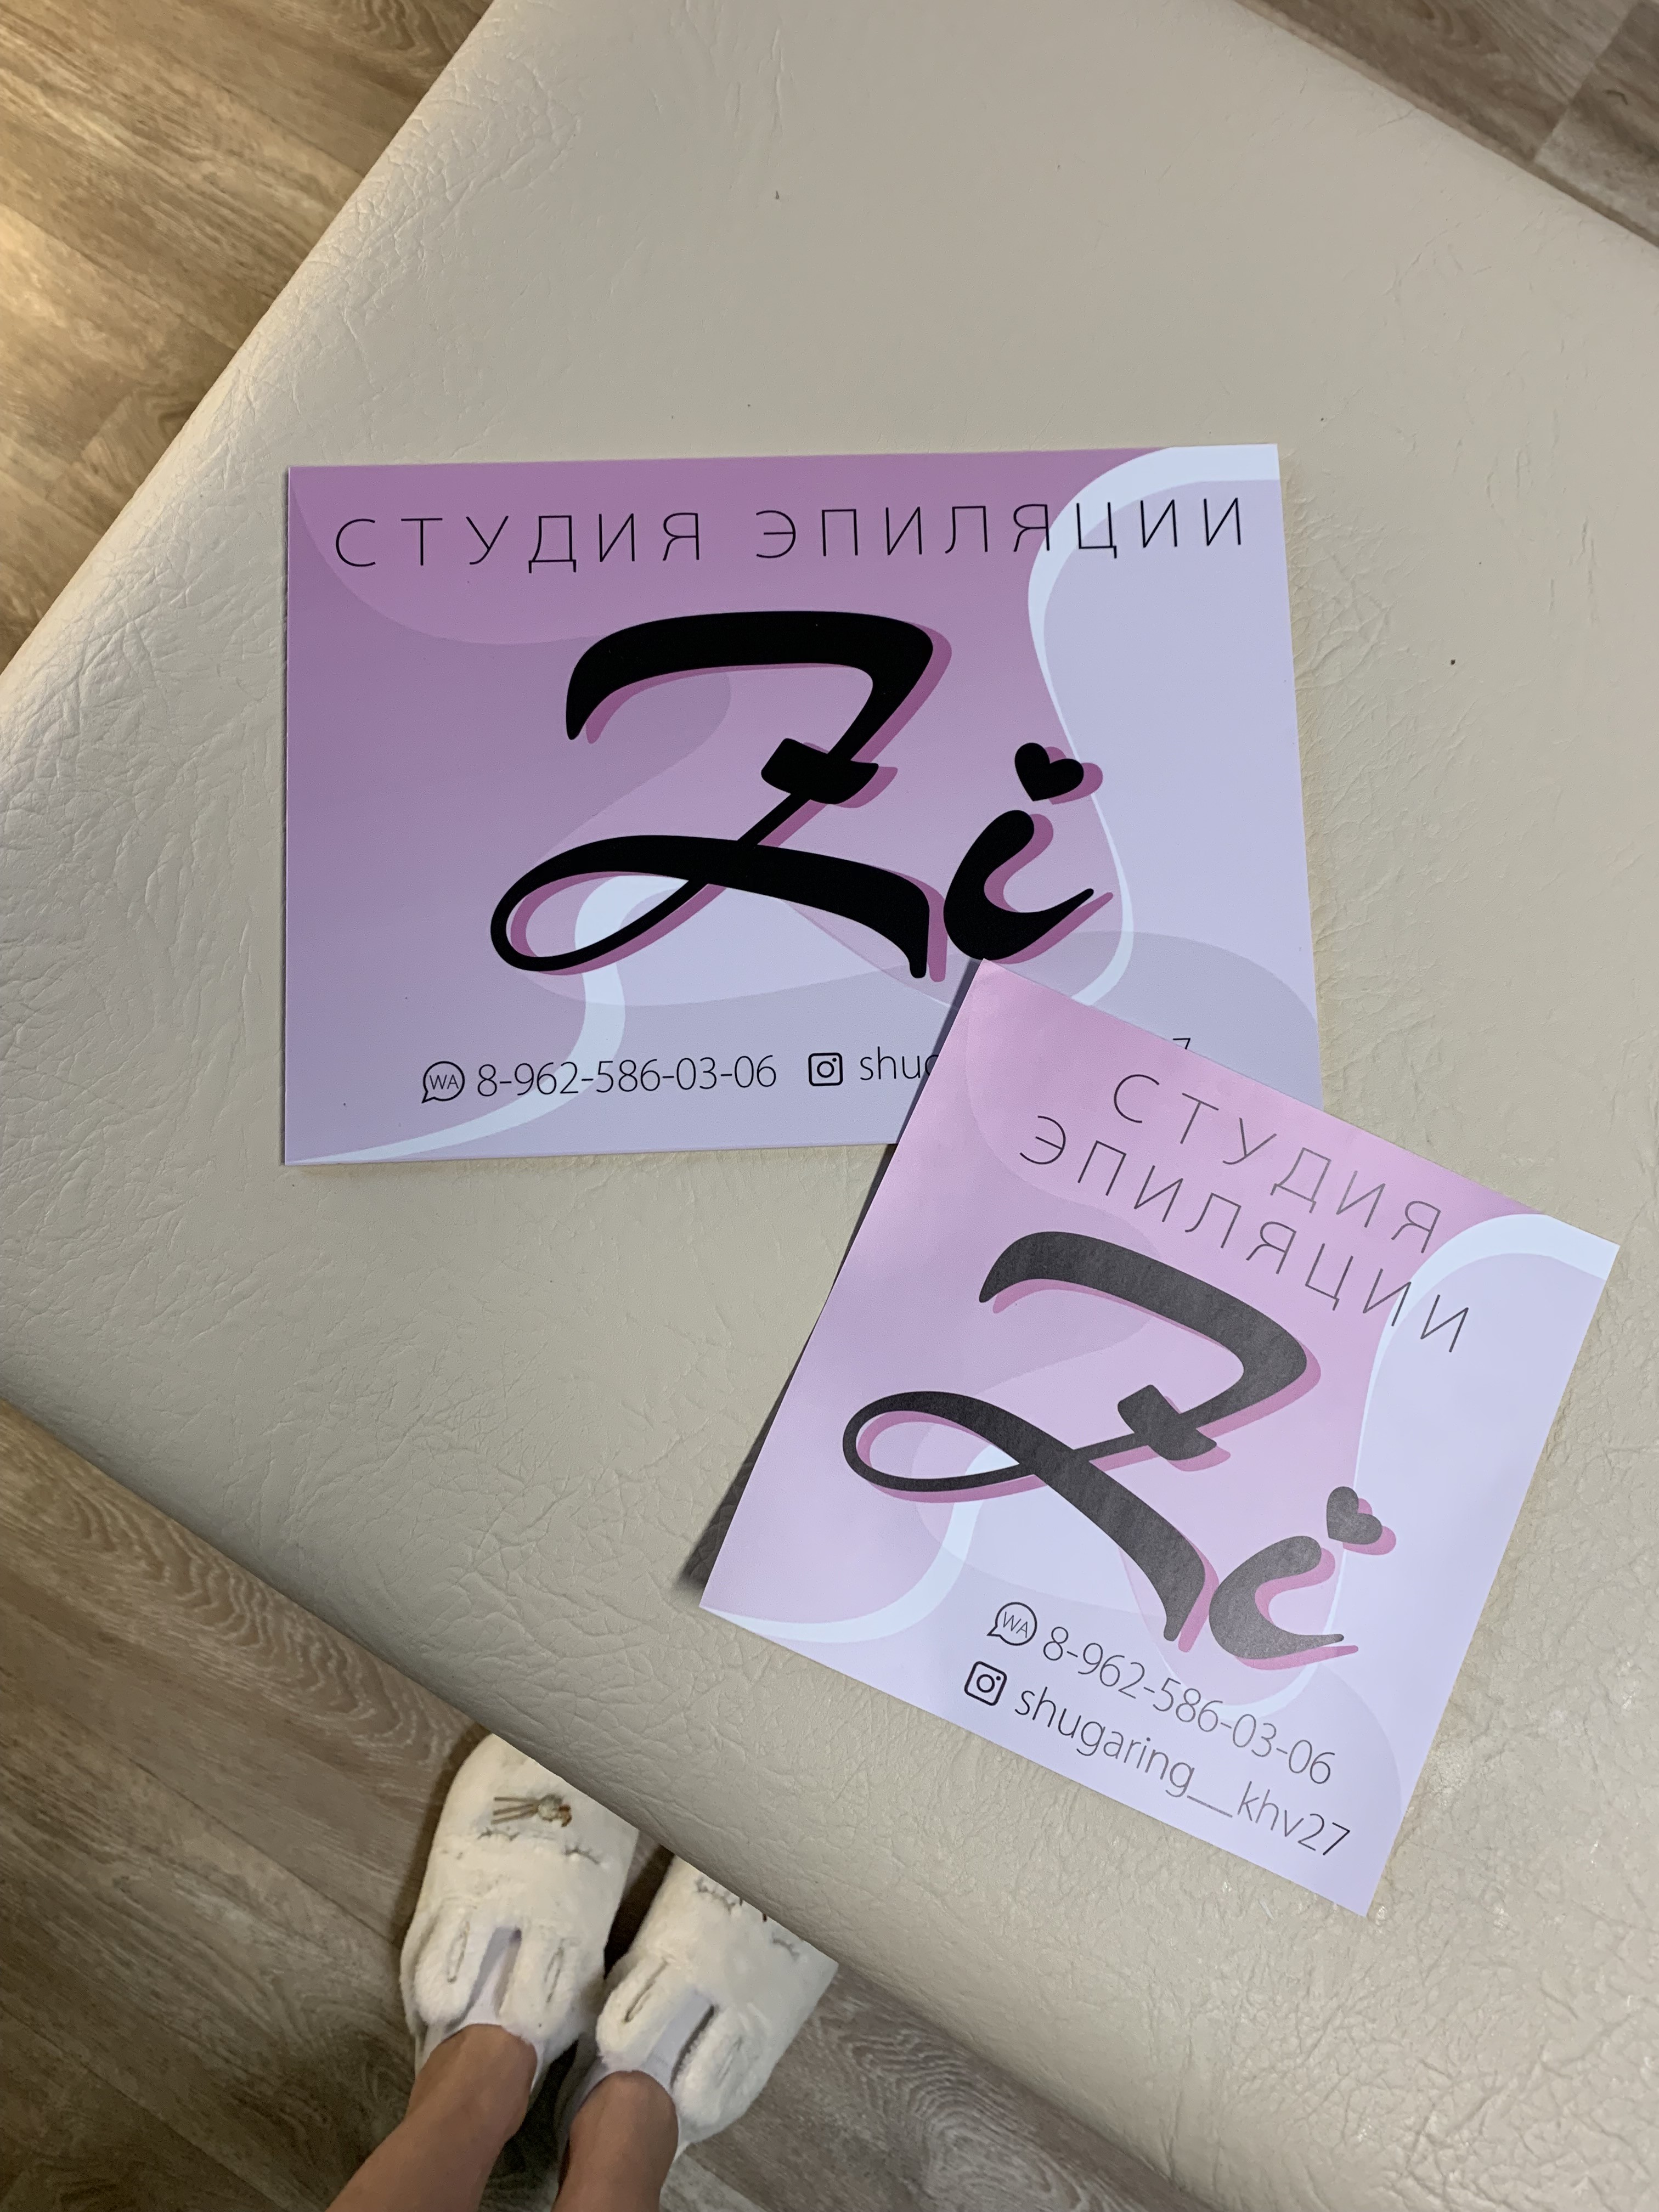 СТУДИЯ ЭПИЛЯЦИИ
Zi
WA 8-962-586-03-06
СТУДИЯ
ЭПИЛЯЦИИ
Zi
WA 8-962-586-03-06
shugaring__khv27